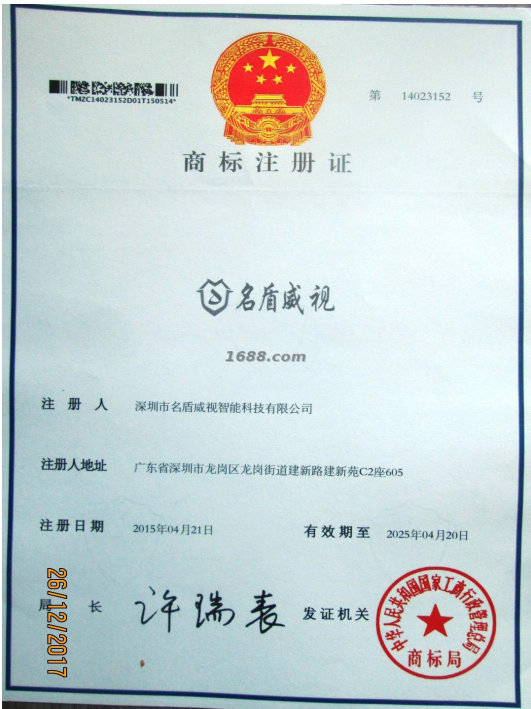 第 14023152 号
*TMZC14023152D01T150514*
商标注册证
名盾威视
1688.com
注册人 深圳市名盾威视智能科技有限公司
注册人地址 广东省深圳市龙岗区龙岗街道建新路建新苑C2座605
注册日期 2015年04月21日 有效期至 2025年04月20日
局长 许瑞表 发证机关
中华人民共和国国家工商行政管理总局
商标局
26/12/2017